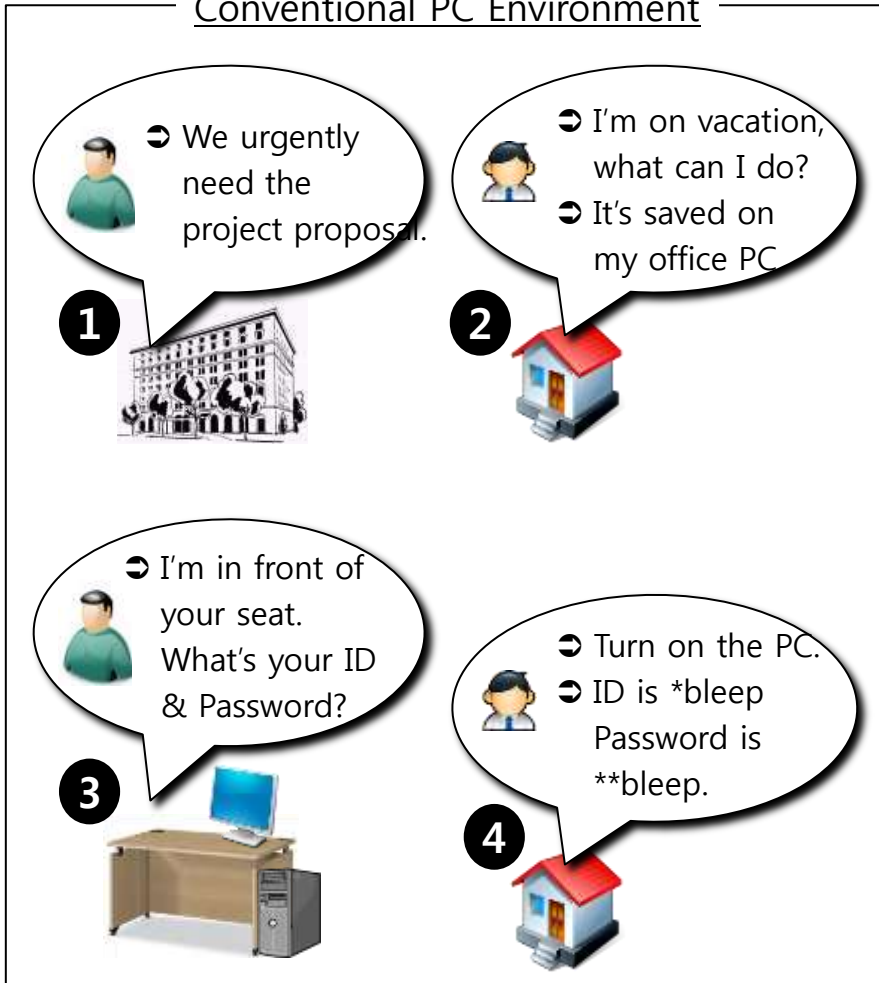 Conventional PC Environment
➲ We urgently
need the
project proposal.
1
➲ I'm on vacation,
what can I do?
➲ It's saved on
my office PC
2
➲ I'm in front of
your seat.
What's your ID
& Password?
3
➲ Turn on the PC.
➲ ID is *bleep
Password is
**bleep.
4